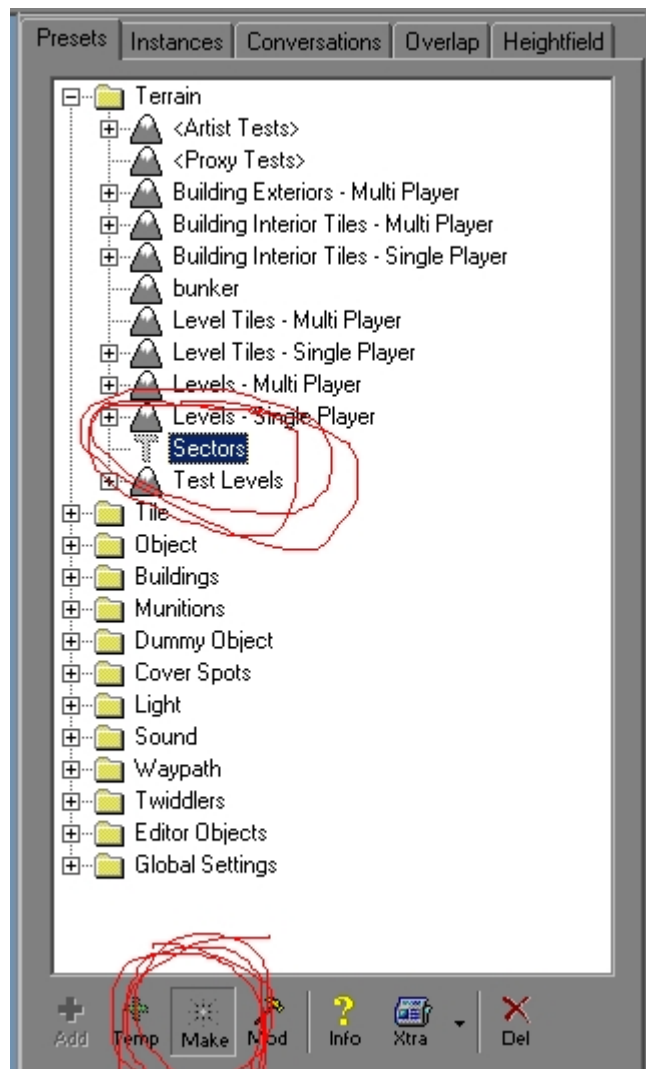 Presets Instances Conversations Overlap Heightfield
Terrain
<Artist Tests>
<Proxy Tests>
Building Exteriors - Multi Player
Building Interior Tiles - Multi Player
Building Interior Tiles - Single Player
bunker
Level Tiles - Multi Player
Level Tiles - Single Player
Levels - Multi Player
Levels - Single Player
Sectors
Test Levels
Tile
Object
Buildings
Munitions
Dummy Object
Cover Spots
Light
Sound
Waypath
Twiddlers
Editor Objects
Global Settings
Add Temp Make Mod Info Xtra Del